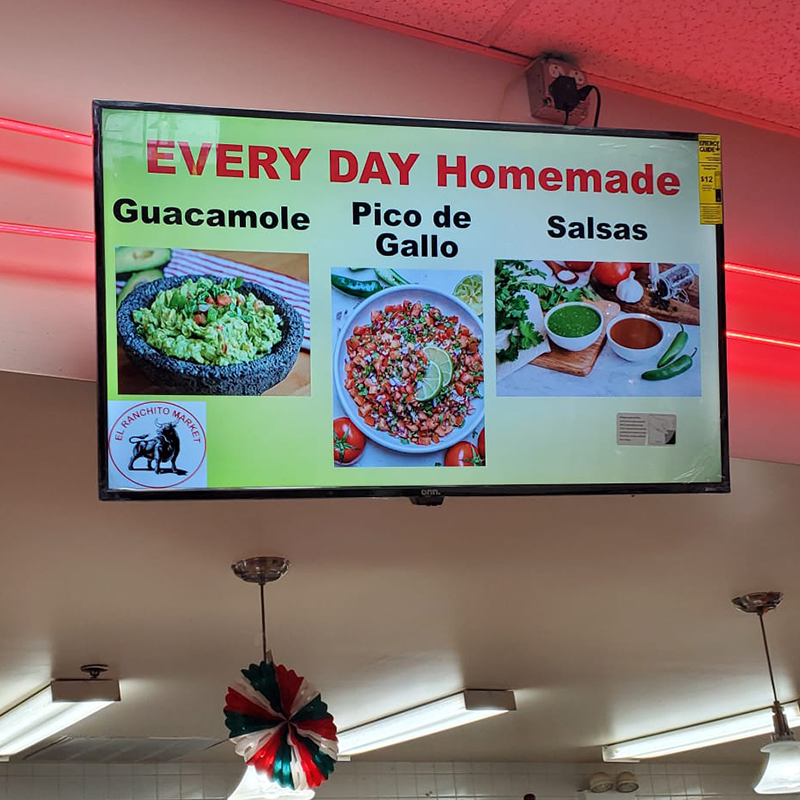 EVERY DAY Homemade
Guacamole
Pico de
Gallo
Salsas
EL RANCHITO MARKET
ENERGY
GUIDE
$12
onn.